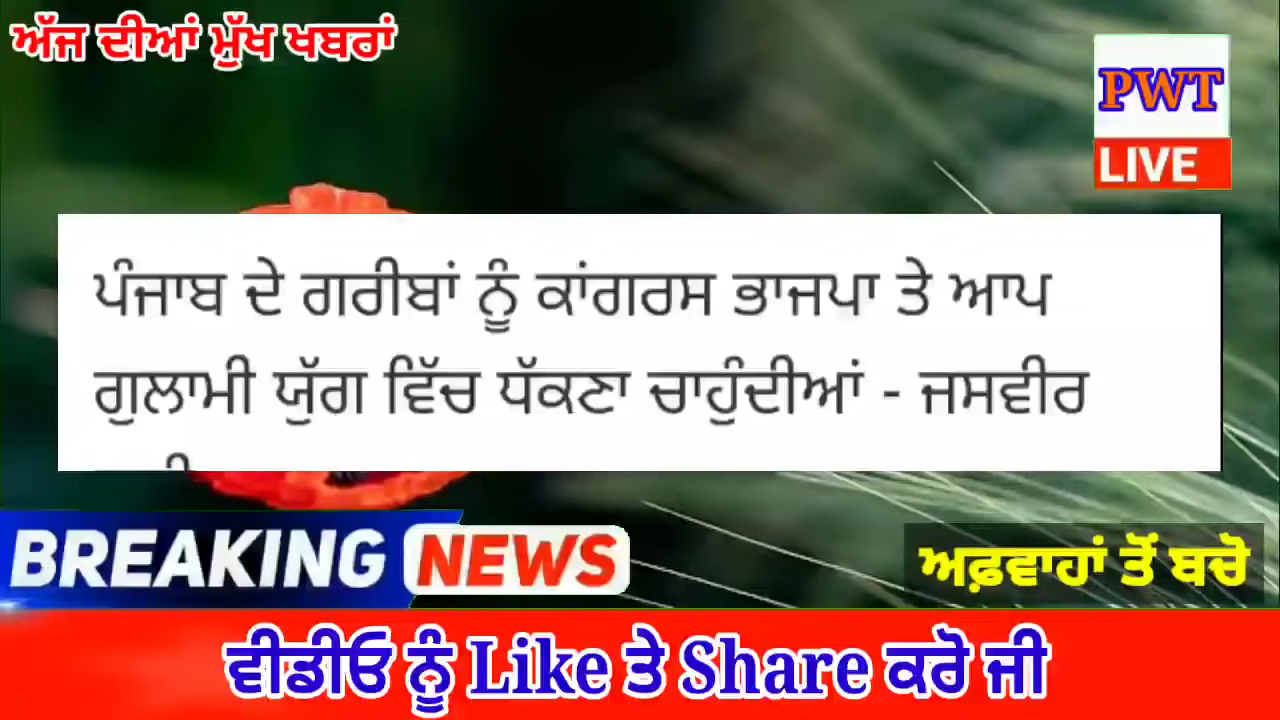 ਅੱਜ ਦੀਆਂ ਮੁੱਖ ਖਬਰਾਂ
PWT
LIVE
ਪੰਜਾਬ ਦੇ ਗਰੀਬਾਂ ਨੂੰ ਕਾਂਗਰਸ ਭਾਜਪਾ ਤੇ ਆਪ
ਗੁਲਾਮੀ ਯੁੱਗ ਵਿੱਚ ਧੱਕਣਾ ਚਾਹੁੰਦੀਆਂ - ਜਸਵੀਰ
BREAKING NEWS
ਅਫ਼ਵਾਹਾਂ ਤੋਂ ਬਚੋ
ਵੀਡੀਓ ਨੂੰ Like ਤੇ Share ਕਰੋ ਜੀ